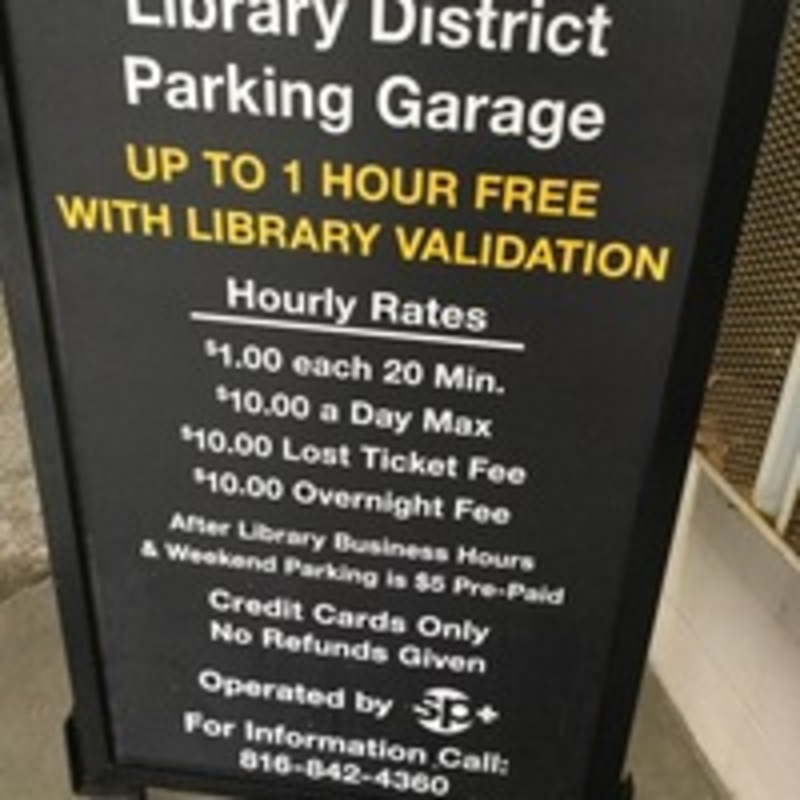 Library District
Parking Garage
UP TO 1 HOUR FREE
WITH LIBRARY VALIDATION
Hourly Rates
$1.00 each 20 Min.
$10.00 a Day Max
$10.00 Lost Ticket Fee
$10.00 Overnight Fee
After Library Business Hours
& Weekend Parking is $5 Pre-Paid
Credit Cards Only
No Refunds Given
Operated by SP+
For Information Call:
816-842-4360